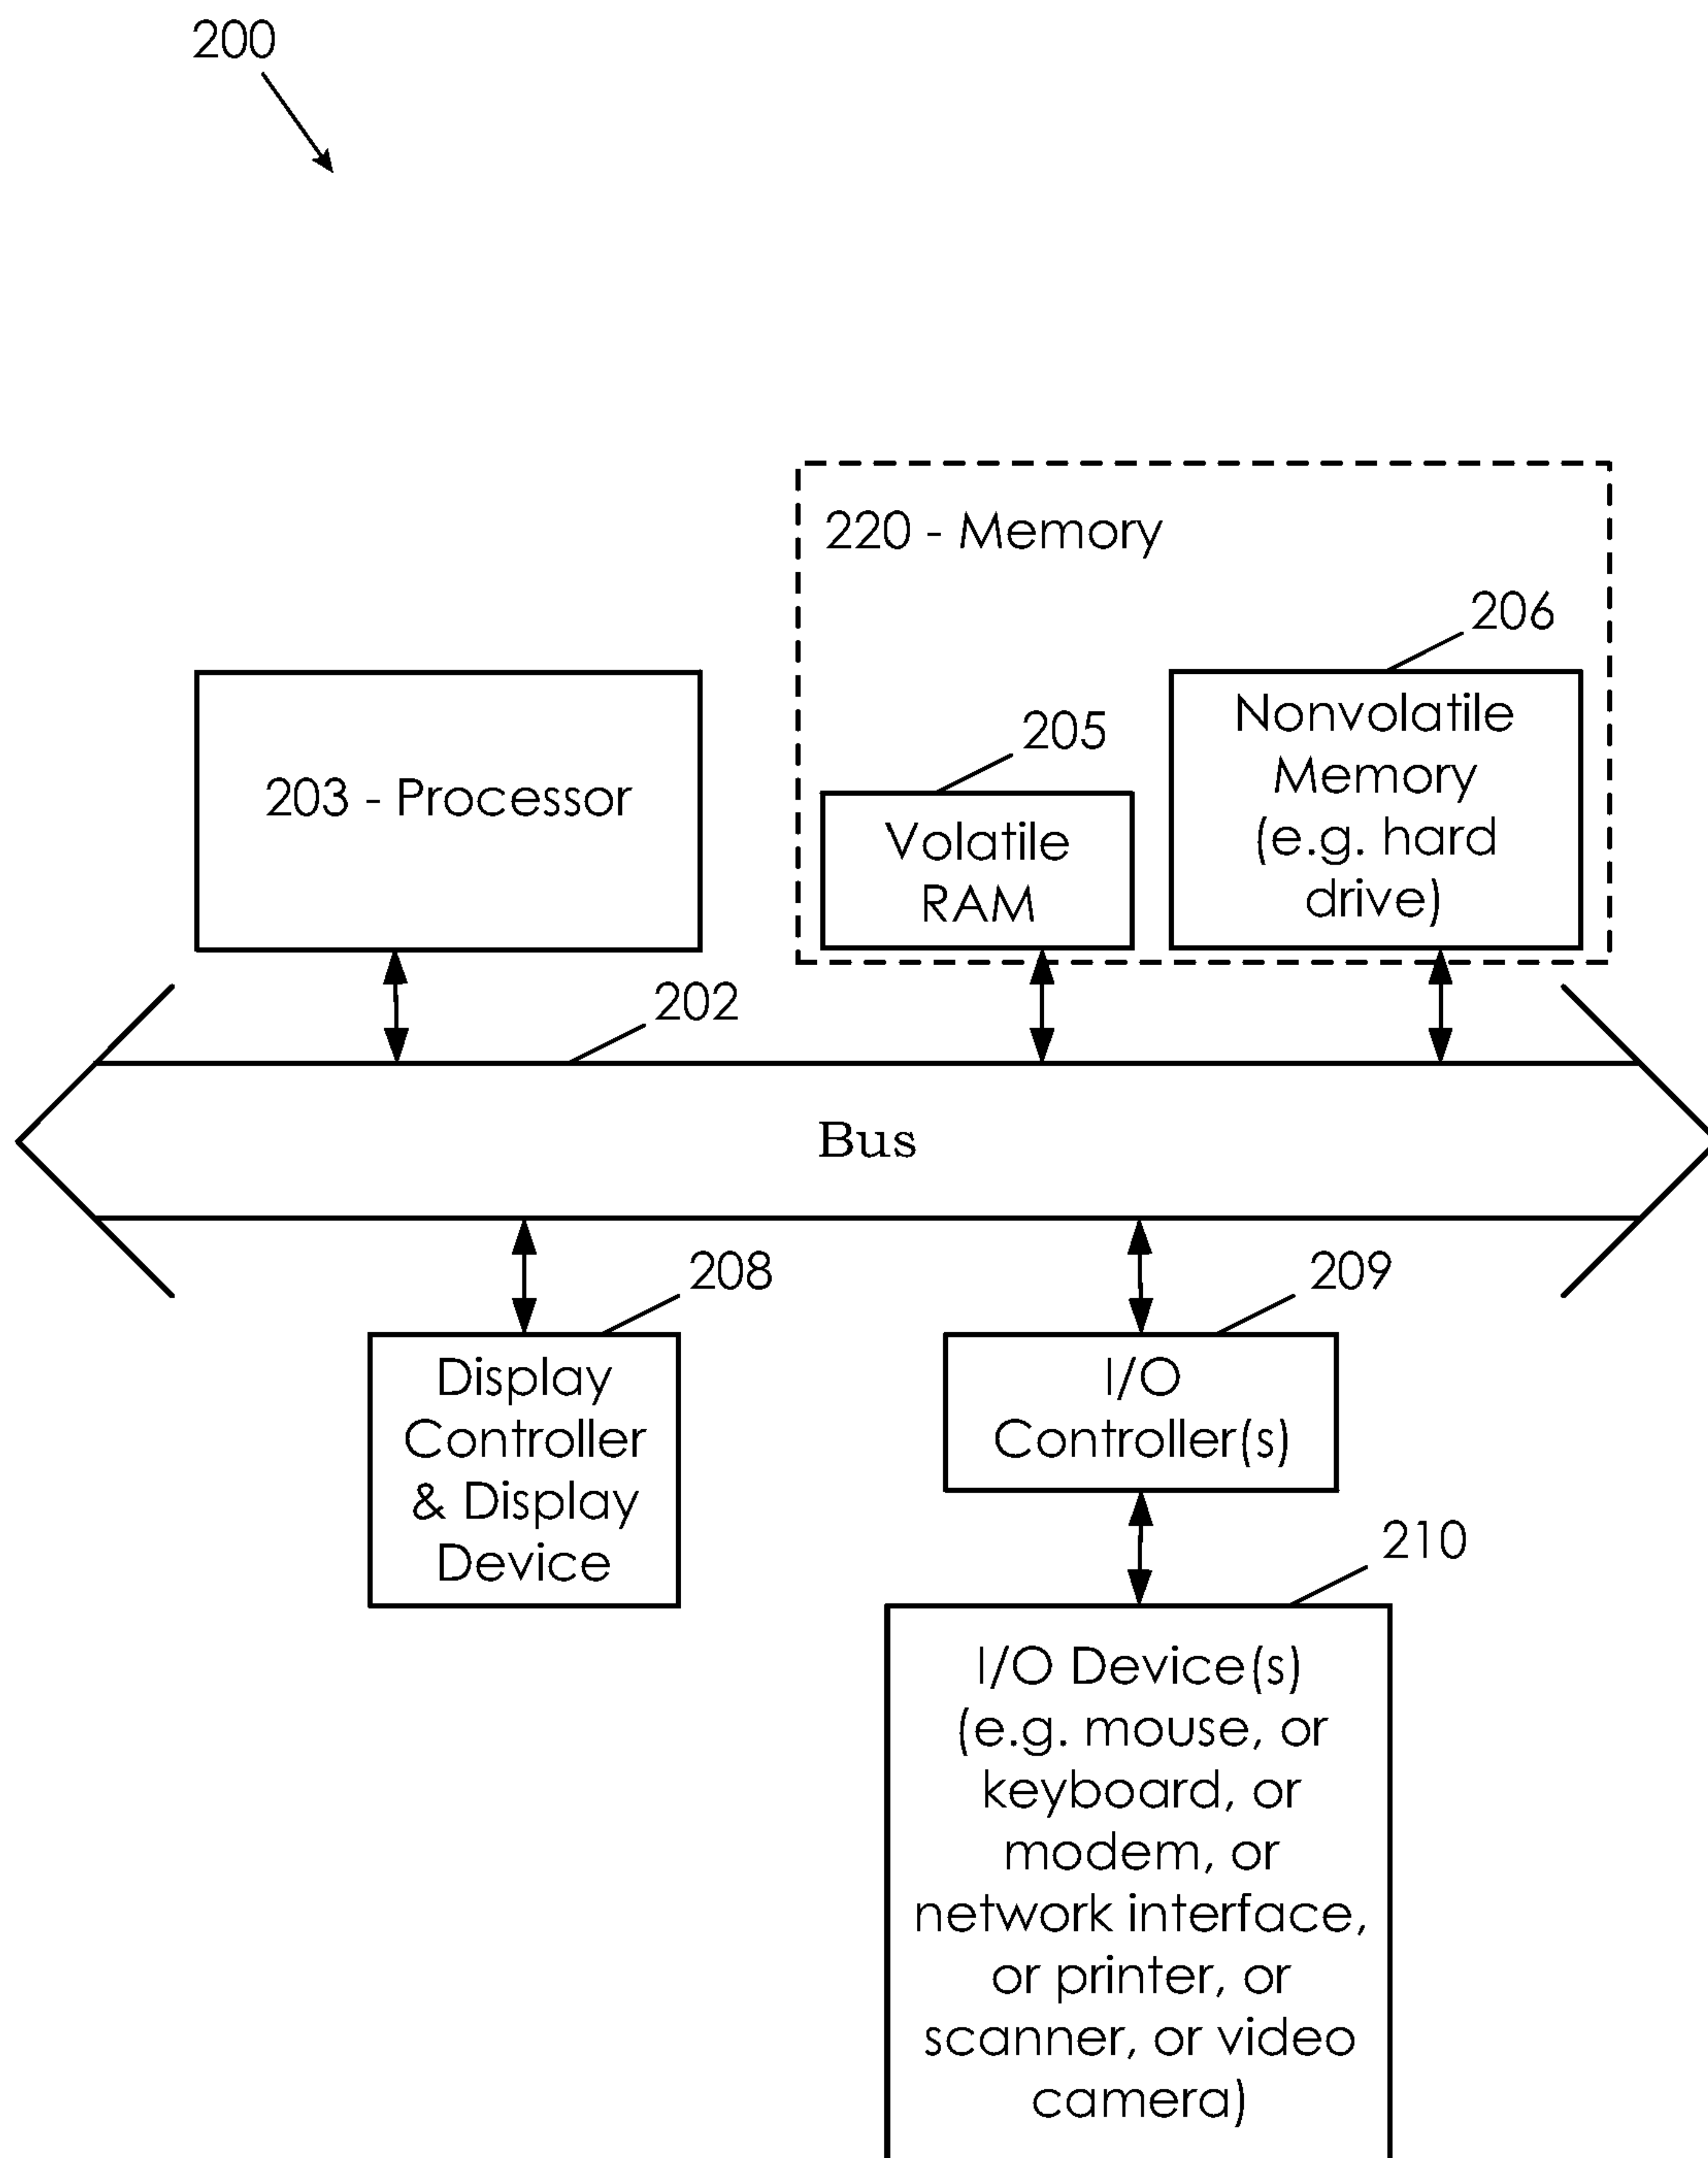 200
220 - Memory
206
Nonvolatile
Memory
(e.g. hard
drive)
205
Volatile
RAM
203 - Processor
202
Bus
208
Display
Controller
& Display
Device
209
I/O
Controller(s)
210
I/O Device(s)
(e.g. mouse, or
keyboard, or
modem, or
network interface,
or printer, or
scanner, or video
camera)